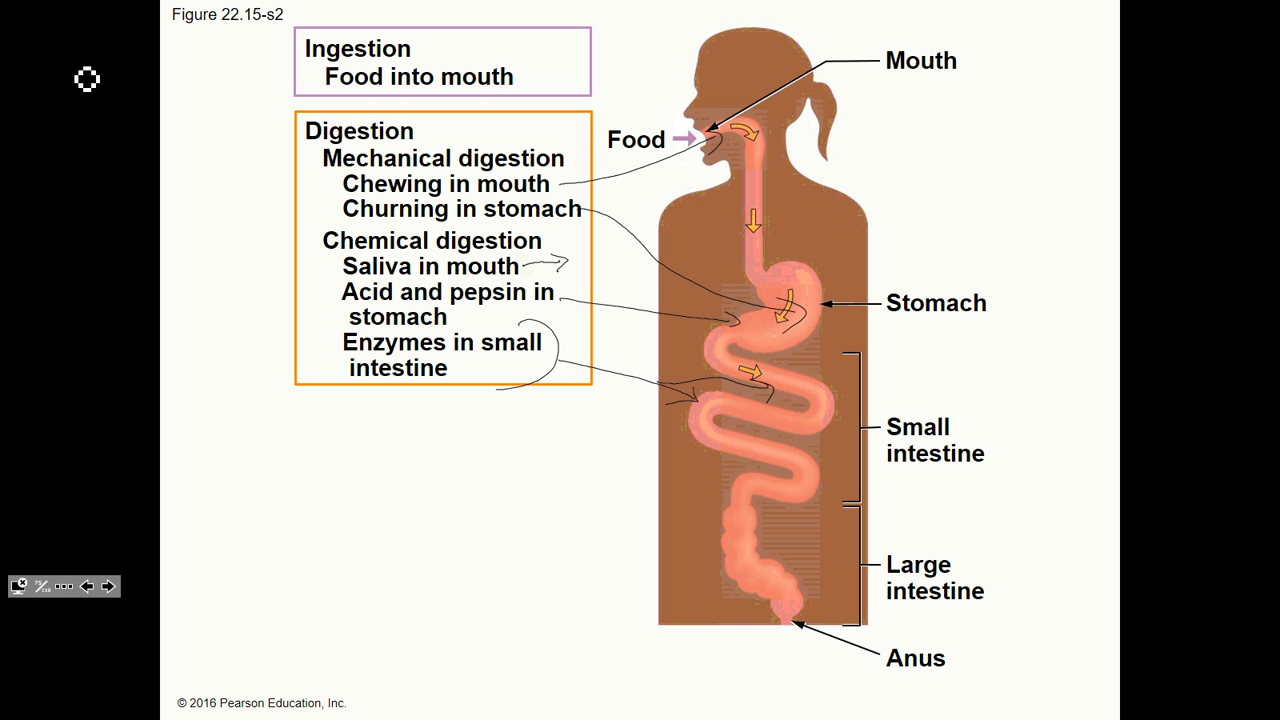 Figure 22.15-s2
Ingestion
Food into mouth
Digestion
Mechanical digestion
Chewing in mouth
Churning in stomach
Chemical digestion
Saliva in mouth
Acid and pepsin in
stomach
Enzymes in small
intestine
Food
Mouth
Stomach
Small
intestine
Large
intestine
Anus
© 2016 Pearson Education, Inc.